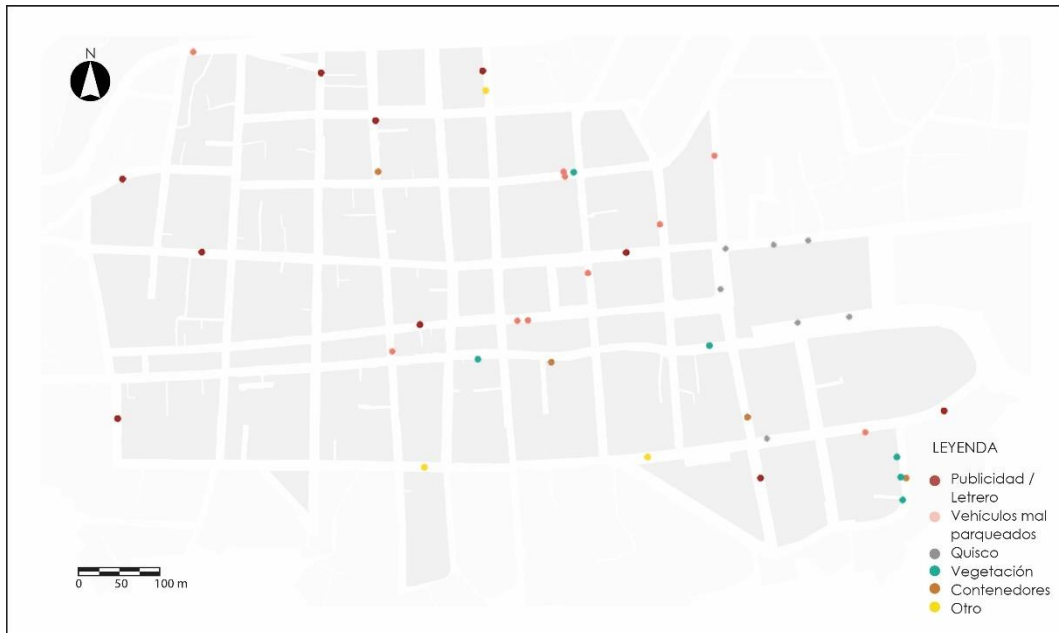 N
LEYENDA
Publicidad /
Letrero
Vehículos mal
parqueados
Quisco
Vegetación
Contenedores
Otro
0 50 100 m